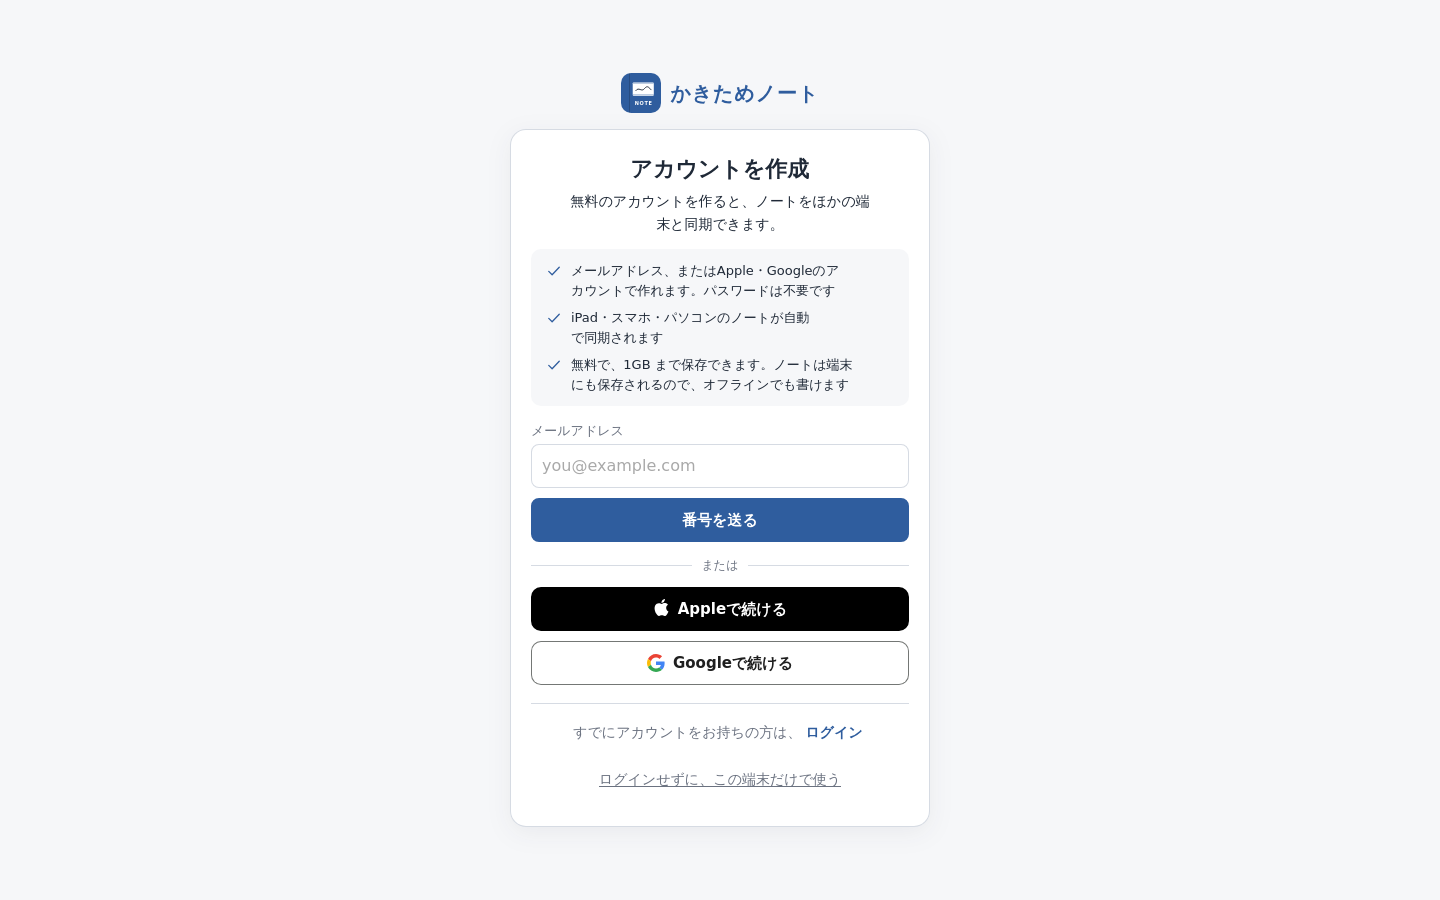 NOTE
かきためノート
アカウントを作成
無料のアカウントを作ると、ノートをほかの端
末と同期できます。
メールアドレス、またはApple・Googleのア
カウントで作れます。パスワードは不要です
iPad・スマホ・パソコンのノートが自動
で同期されます
無料で、1GB まで保存できます。ノートは端末
にも保存されるので、オフラインでも書けます
メールアドレス
you@example.com
番号を送る
または
Appleで続ける
Googleで続ける
すでにアカウントをお持ちの方は、 ログイン
ログインせずに、この端末だけで使う